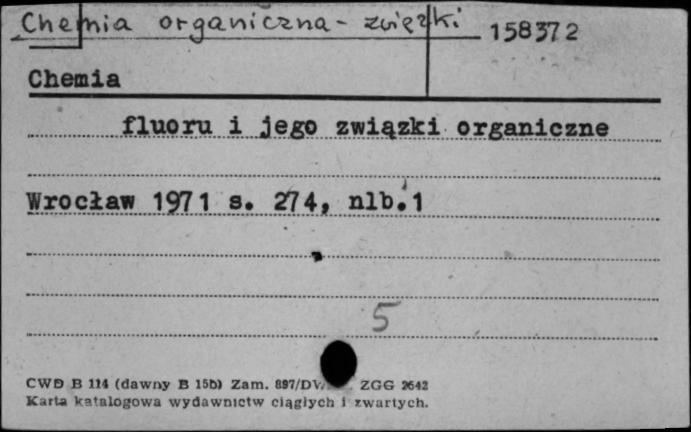 Chemia organiczna - związki 158372
Chemia
fluoru i jego związki organiczne
Wrocław 1971 s. 274, nlb.1
5
CWD B 114 (dawny B 15b) Zam. 897/DW ZGG 2642
Karta katalogowa wydawnictw ciągłych i zwartych.